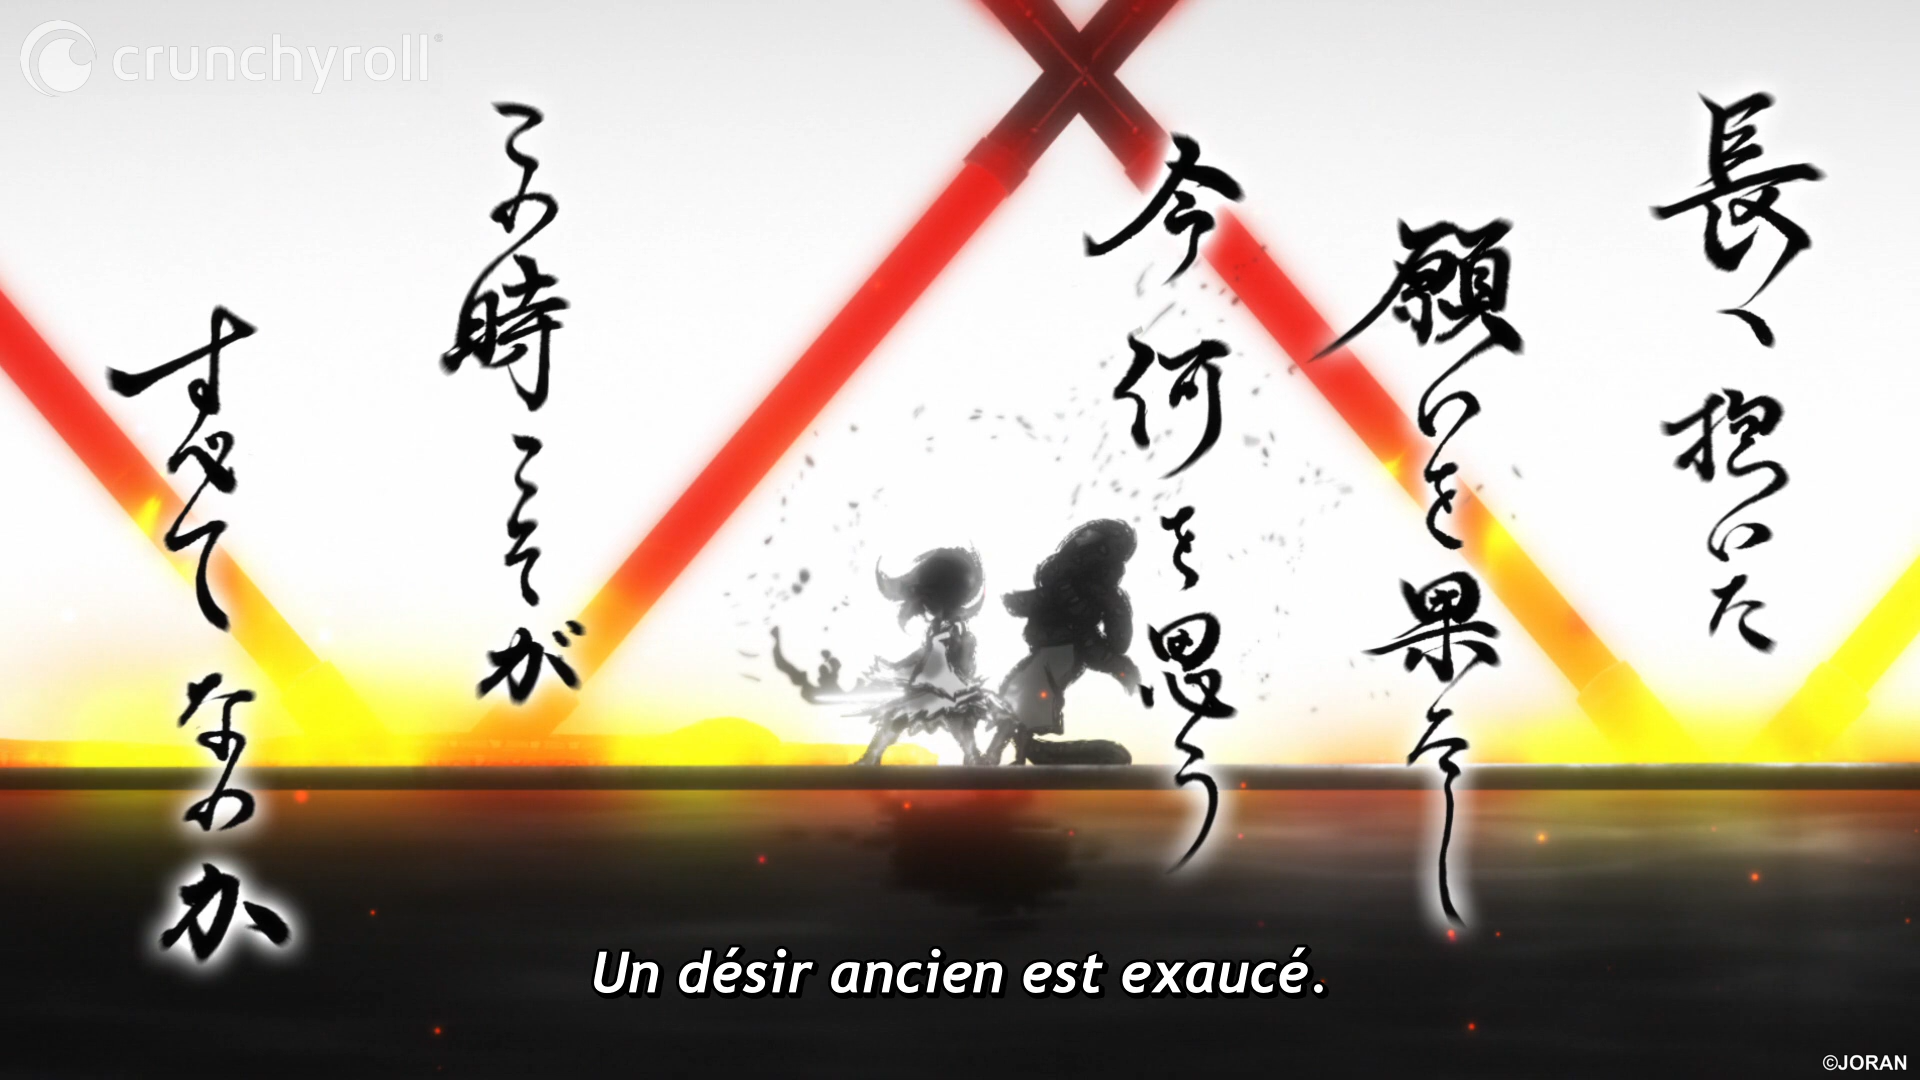 crunchyroll
長く抱いた
願いを果たし
今何を思う
この時こそが
すべてなのか
Un désir ancien est exaucé.
©JORAN